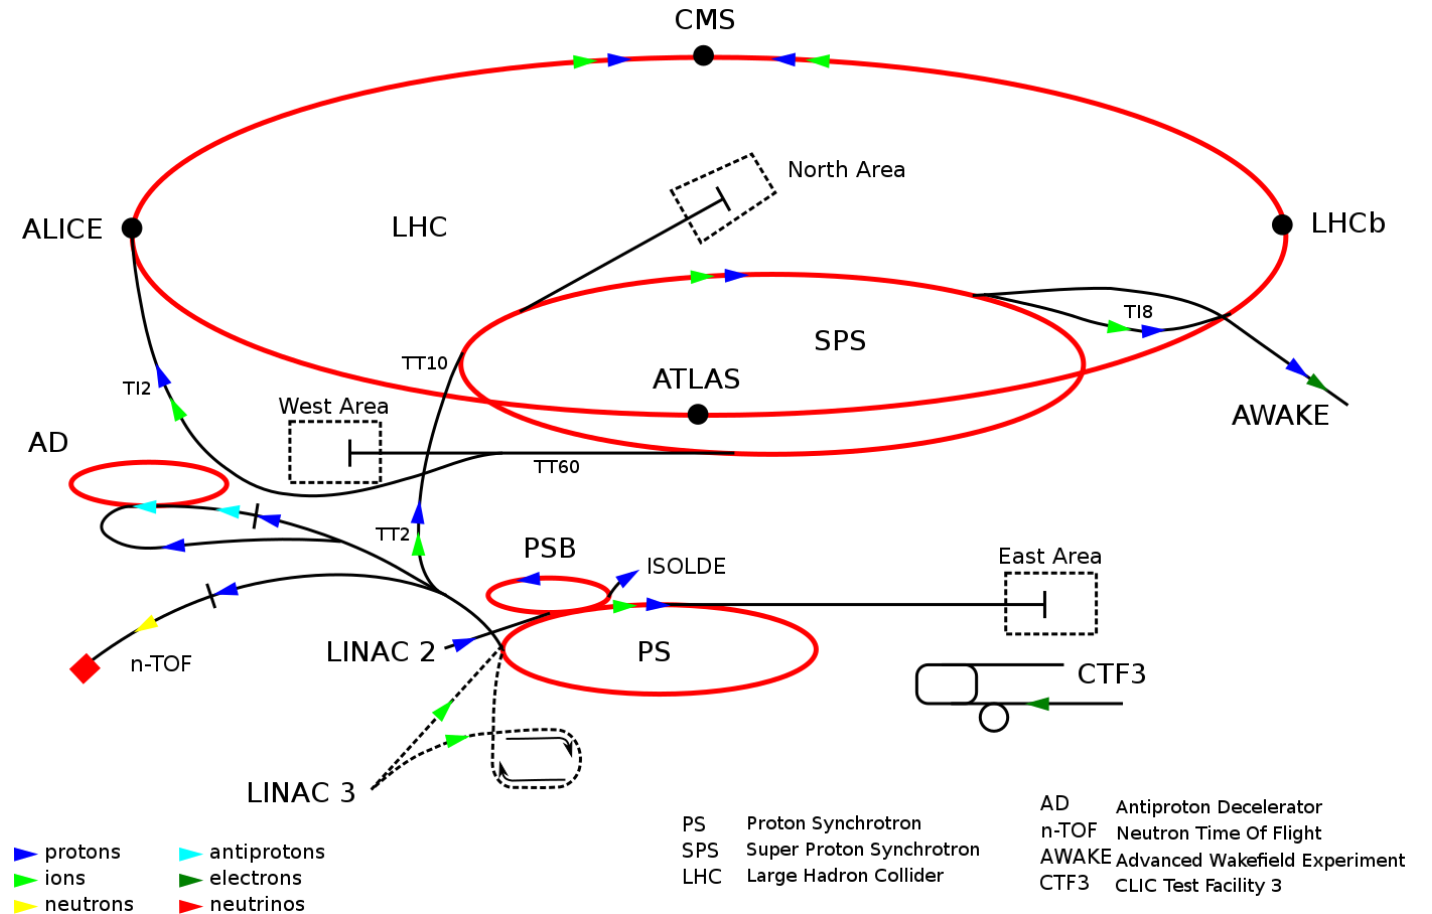 CMS
North Area
ALICE
LHC
LHCb
TI8
SPS
TT10
ATLAS
TI2
West Area
AWAKE
AD
TT60
TT2
PSB
ISOLDE
East Area
LINAC 2
PS
n-TOF
CTF3
LINAC 3
protons
ions
neutrons
antiprotons
electrons
neutrinos
PS Proton Synchrotron
SPS Super Proton Synchrotron
LHC Large Hadron Collider
AD Antiproton Decelerator
n-TOF Neutron Time Of Flight
AWAKE Advanced Wakefield Experiment
CTF3 CLIC Test Facility 3